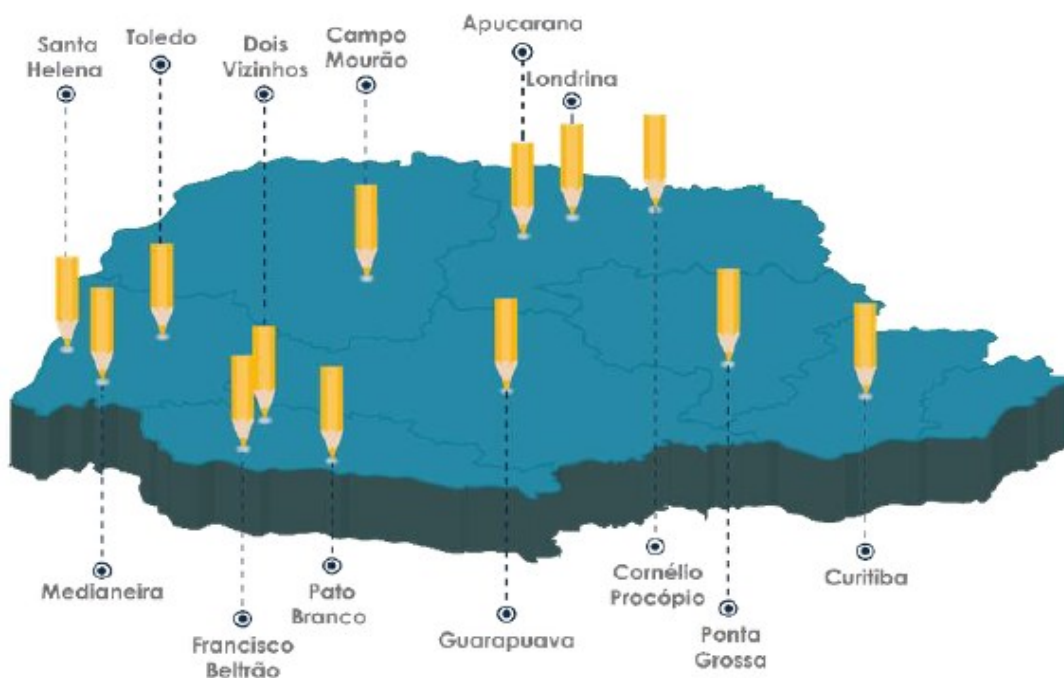 Santa
Helena
Toledo
Dois
Vizinhos
Campo
Mourão
Apucarana
Londrina
Medianeira
Francisco
Beltrão
Pato
Branco
Guarapuava
Cornélio
Procópio
Ponta
Grossa
Curitiba